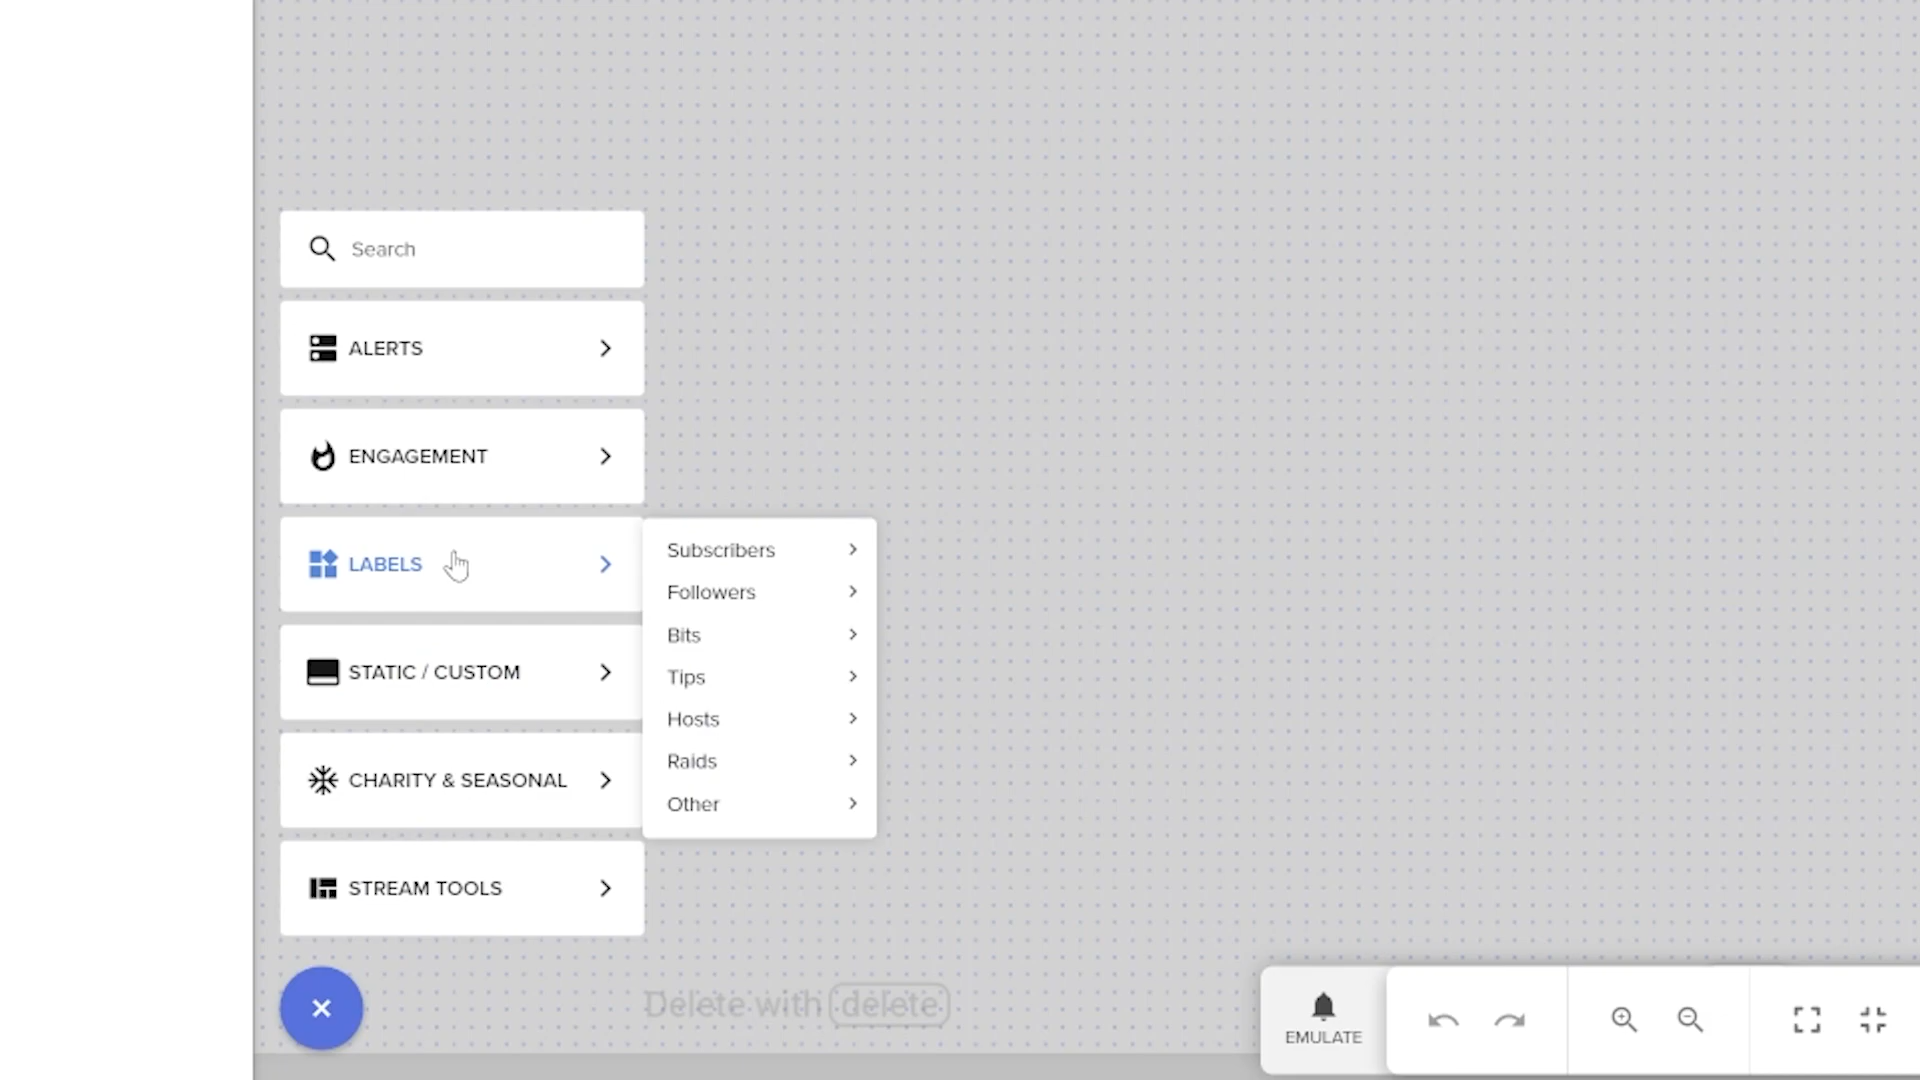 Search
ALERTS
ENGAGEMENT
LABELS
Subscribers
Followers
Bits
Tips
Hosts
Raids
Other
STATIC / CUSTOM
CHARITY & SEASONAL
STREAM TOOLS
Delete with delete
EMULATE